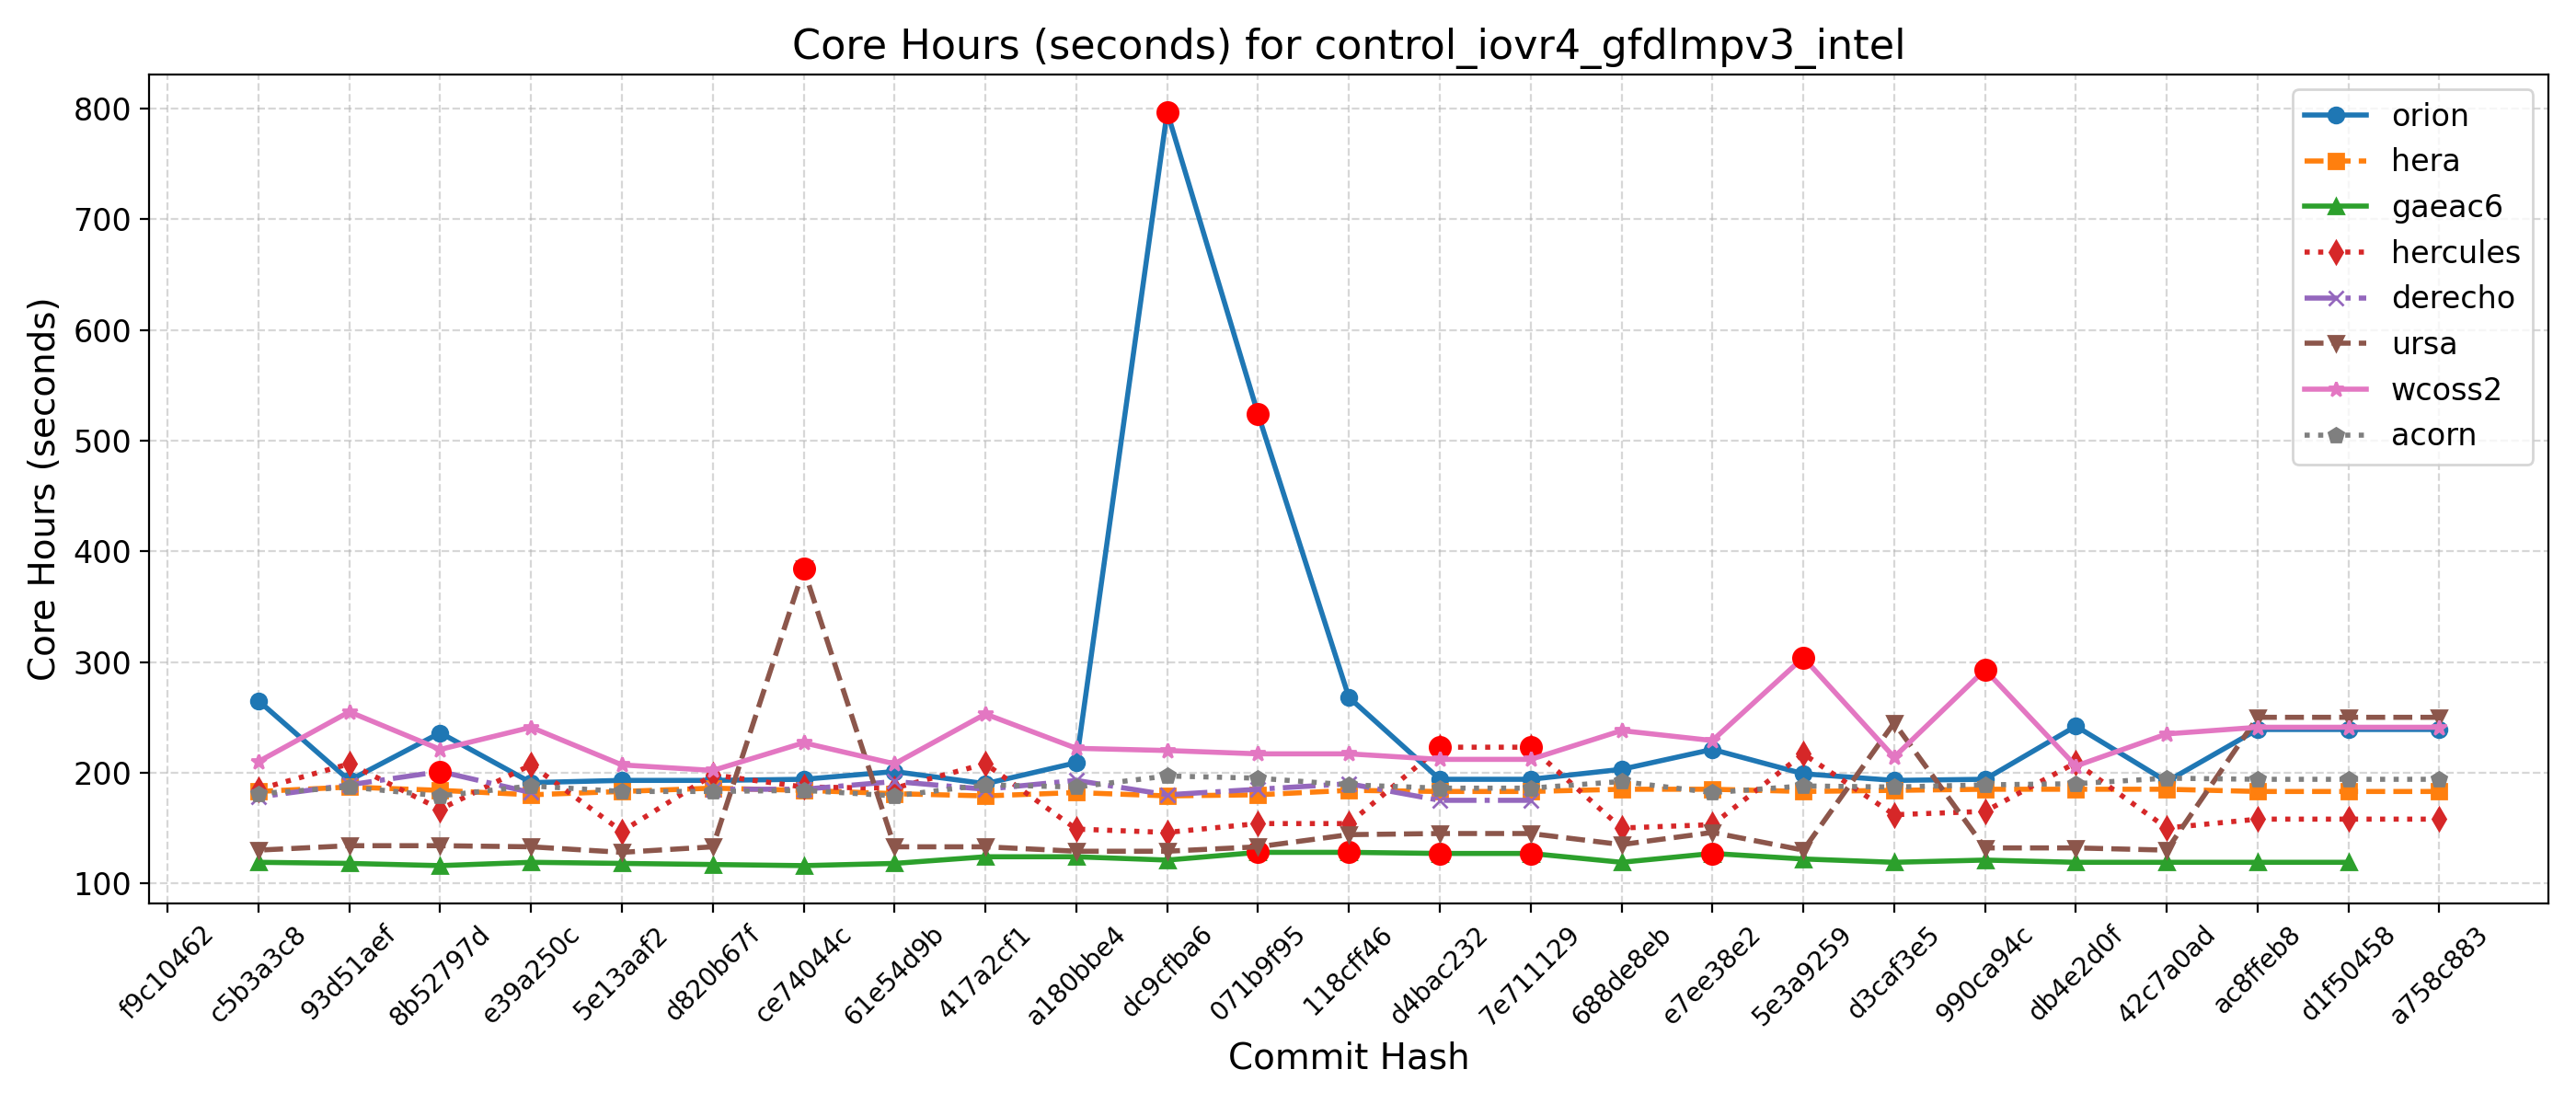 Core Hours (seconds) for control_iovr4_gfdlmpv3_intel
Core Hours (seconds)
800
700
600
500
400
300
200
100
orion
hera
gaeac6
hercules
derecho
ursa
wcoss2
acorn
f9c10462
c5b3a3c8
93d51aef
8b52797d
e39a250c
5e13aaf2
d820b67f
ce74044c
61e54d9b
417a2cf1
a180bbe4
dc9cfba6
071b9f95
118cff46
d4bac232
7e711129
688de8eb
e7ee38e2
5e3a9259
d3caf3e5
990ca94c
db4e2d0f
42c7a0ad
ac8ffeb8
d1f50458
a758c883
Commit Hash